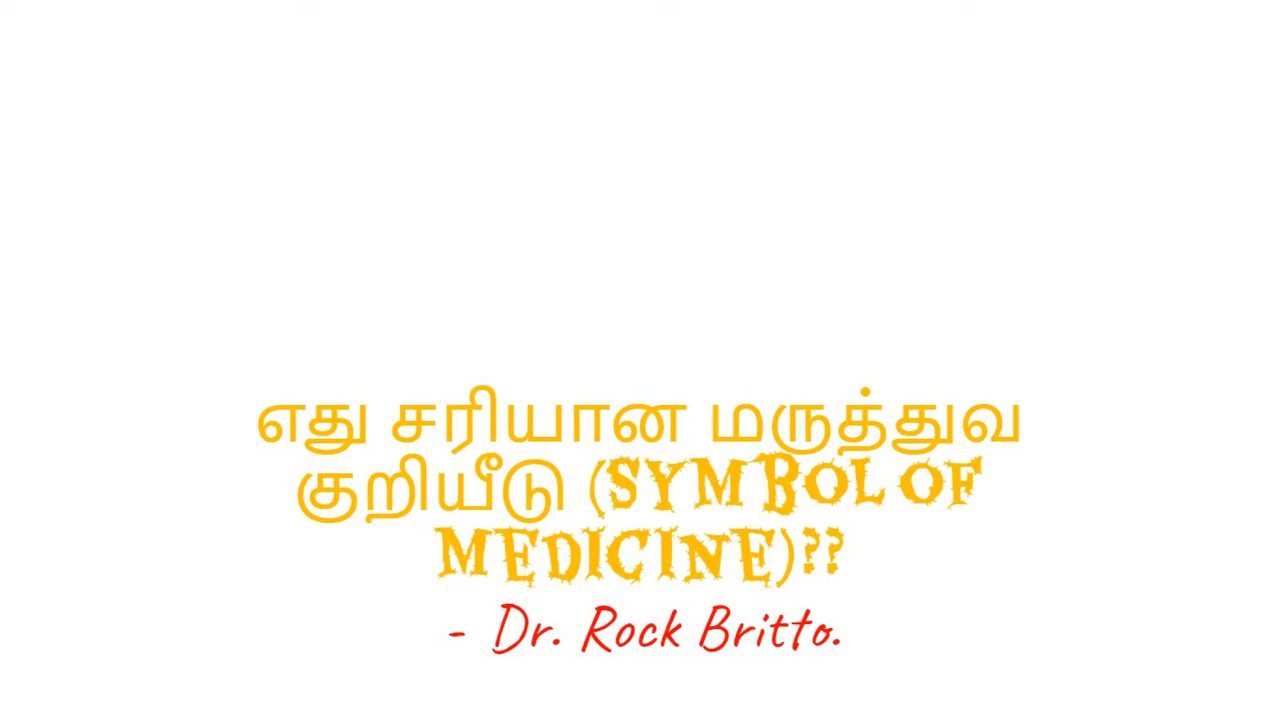 எது சரியான மருத்துவ
குறியீடு (SYMBOL OF
MEDICINE)??
- Dr. Rock Britto.